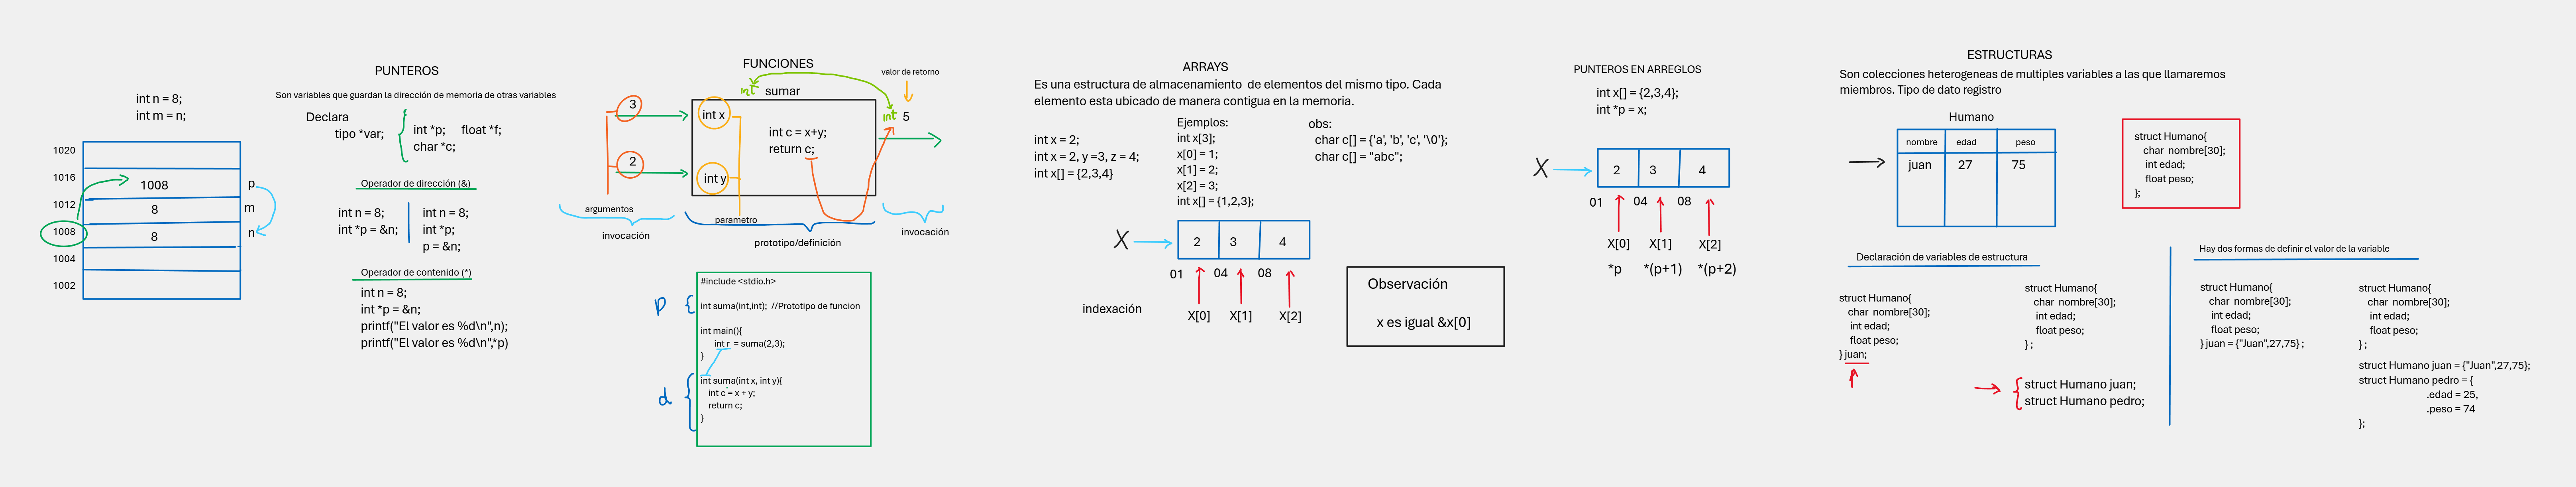 int n = 8;
int m = n;
1020
1016
1012
1008
1004
1002
1008
8
8
p
m
n
PUNTEROS
Son variables que guardan la dirección de memoria de otras variables
Declara
tipo *var;
int *p;     float *f;
char *c;
Operador de dirección (&)
int n = 8;
int *p = &n;
int n = 8;
int *p;
p = &n;
Operador de contenido (*)
int n = 8;
int *p = &n;
printf("El valor es %d\n",n);
printf("El valor es %d\n",*p)
FUNCIONES
valor de retorno
int
sumar
3
2
int x
int y
int c = x+y;
return c;
int 5
argumentos
invocación
parametro
prototipo/definición
invocación
p
d
#include <stdio.h>
int suma(int,int);  //Prototipo de funcion
int main(){
int r  = suma(2,3);
}
int suma(int x, int y){
int c = x + y;
return c;
}
ARRAYS
Es una estructura de almacenamiento  de elementos del mismo tipo. Cada
elemento esta ubicado de manera contigua en la memoria.
int x = 2;
int x = 2, y =3, z = 4;
int x[] = {2,3,4}
Ejemplos:
int x[3];
x[0] = 1;
x[1] = 2;
x[2] = 3;
int x[] = {1,2,3};
obs:
char c[] = {'a', 'b', 'c', '\0'};
char c[] = "abc";
X
2
3
4
01
04
08
indexación
X[0]
X[1]
X[2]
Observación
x es igual &x[0]
PUNTEROS EN ARREGLOS
int x[] = {2,3,4};
int *p = x;
X
2
3
4
01
04
08
X[0]
X[1]
X[2]
*p
*(p+1)
*(p+2)
ESTRUCTURAS
Son colecciones heterogeneas de multiples variables a las que llamaremos
miembros. Tipo de dato registro
Humano
nombre
edad
peso
juan
27
75
struct Humano{
char  nombre[30];
int edad;
float peso;
};
Declaración de variables de estructura
struct Humano{
char  nombre[30];
int edad;
float peso;
} juan;
struct Humano{
char  nombre[30];
int edad;
float peso;
} ;
struct Humano juan;
struct Humano pedro;
Hay dos formas de definir el valor de la variable
struct Humano{
char  nombre[30];
int edad;
float peso;
} juan = {"Juan",27,75} ;
struct Humano{
char  nombre[30];
int edad;
float peso;
} ;
struct Humano juan = {"Juan",27,75};
struct Humano pedro = {
.edad = 25,
.peso = 74
};